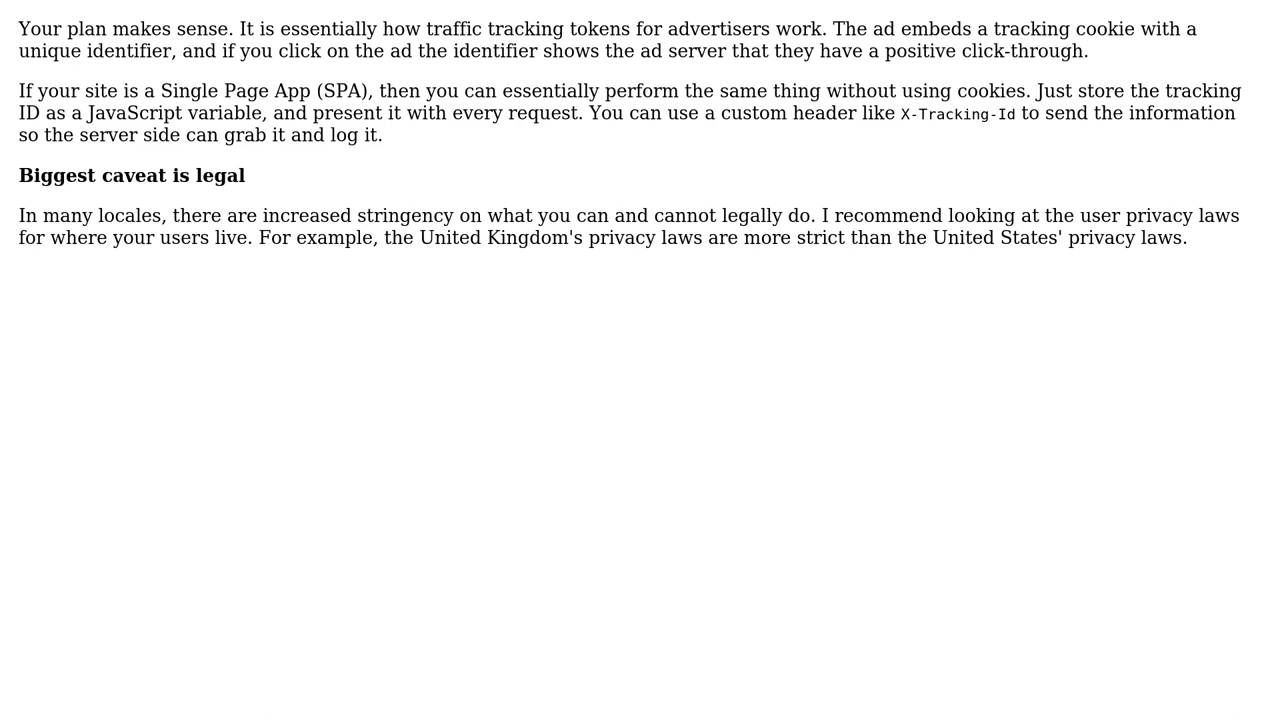 Your plan makes sense. It is essentially how traffic tracking tokens for advertisers work. The ad embeds a tracking cookie with a
unique identifier, and if you click on the ad the identifier shows the ad server that they have a positive click-through.
If your site is a Single Page App (SPA), then you can essentially perform the same thing without using cookies. Just store the tracking
ID as a JavaScript variable, and present it with every request. You can use a custom header like X-Tracking-Id to send the information
so the server side can grab it and log it.
Biggest caveat is legal
In many locales, there are increased stringency on what you can and cannot legally do. I recommend looking at the user privacy laws
for where your users live. For example, the United Kingdom's privacy laws are more strict than the United States' privacy laws.